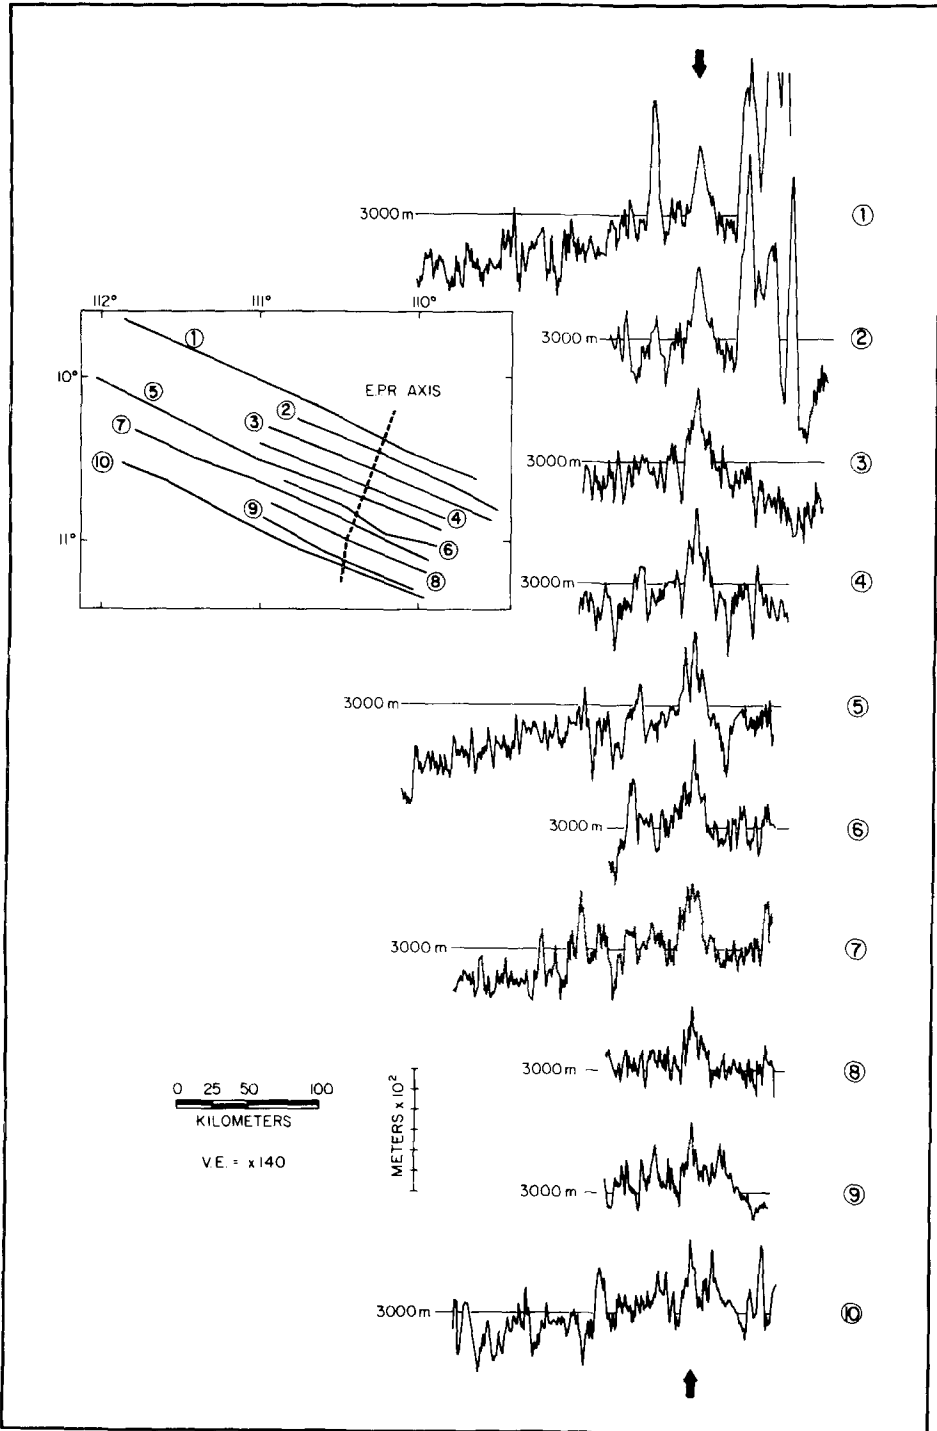 3000 m
①
112°
111°
110°
①
3000 m
②
10°
E.P.R AXIS
⑤
②
⑦
③
3000 m
③
⑩
④
⑨
11°
⑥
⑧
3000 m
④
3000 m
⑤
3000 m
⑥
3000 m
⑦
3000 m
⑧
0 25 50 100
KILOMETERS
V.E. = x 140
METERS x 10²
3000 m
⑨
3000 m
⑩